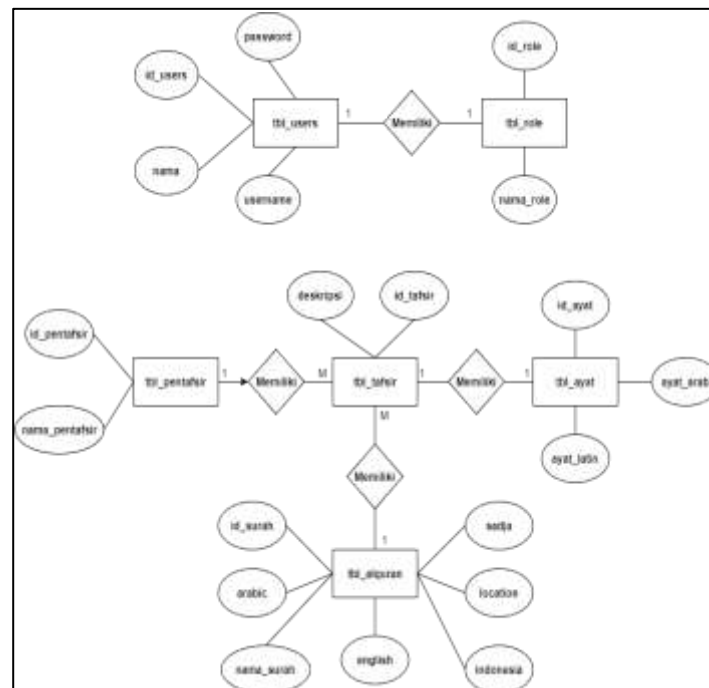 password
id_role
id_users
tbl_users
1
Memiliki
1
tbl_role
nama
username
nama_role
deskripsi
id_tafsir
id_ayat
id_pentafsir
tbl_pentafsir
1
Memiliki
M
tbl_tafsir
1
Memiliki
1
tbl_ayat
ayat_arab
nama_pentafsir
M
ayat_latin
Memiliki
id_surah
sadja
1
arabic
tbl_alquran
location
nama_surah
english
indonesia